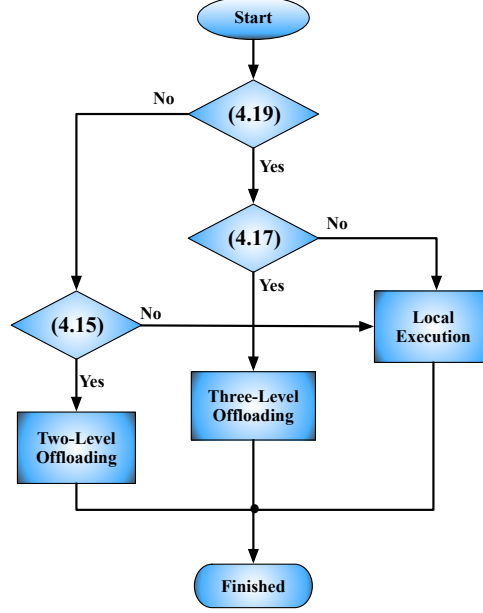 Start
No
(4.19)
Yes
(4.17)
No
Yes
(4.15)
No
Local
Execution
Yes
Three-Level
Offloading
Two-Level
Offloading
Finished